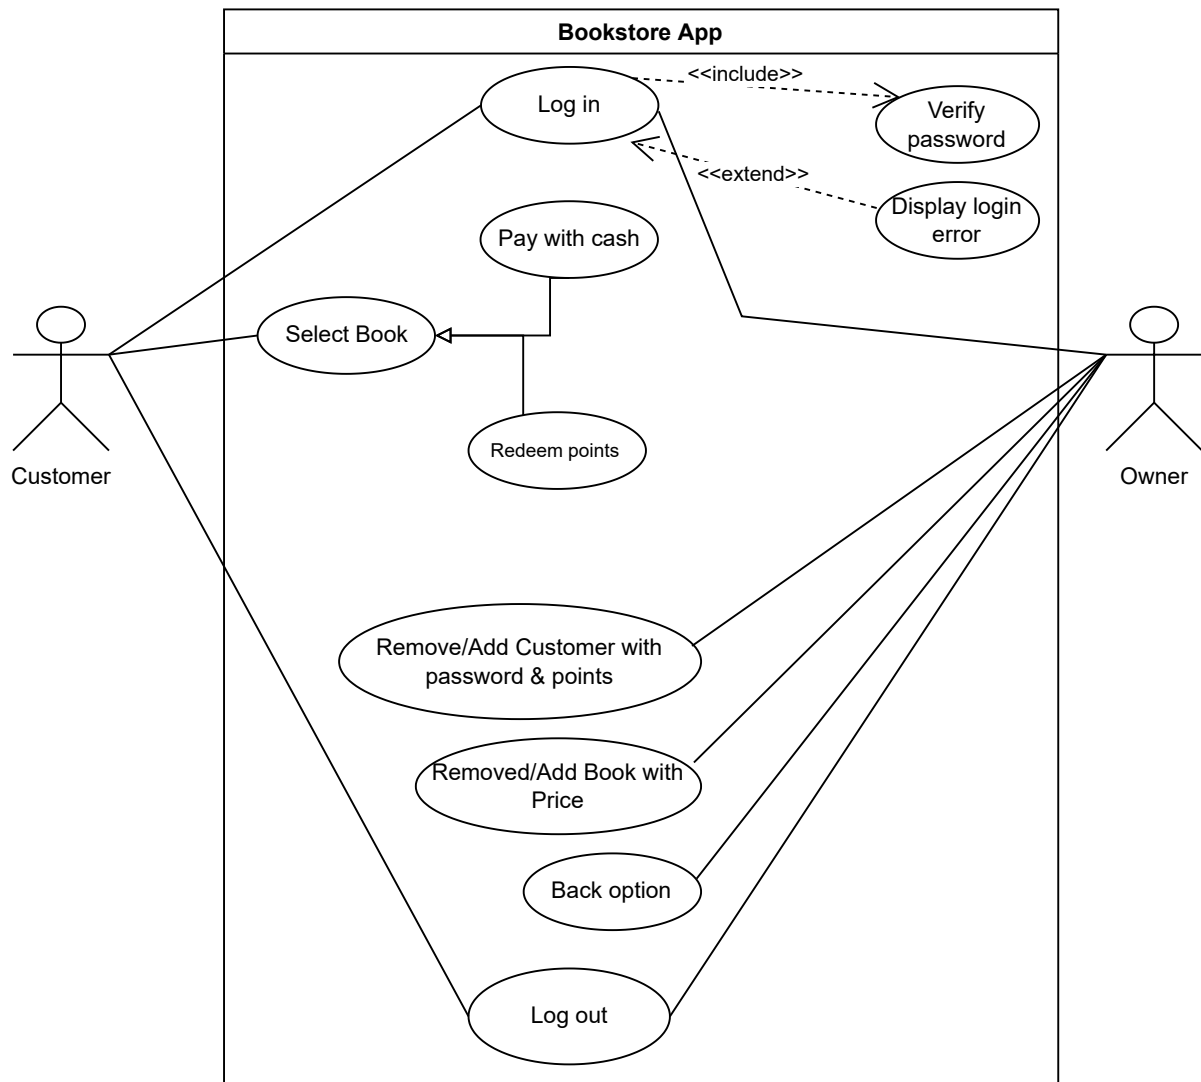 Bookstore App
<<include>>
Log in
Verify
password
<<extend>>
Display login
error
Pay with cash
Select Book
Redeem points
Customer
Owner
Remove/Add Customer with
password & points
Removed/Add Book with
Price
Back option
Log out